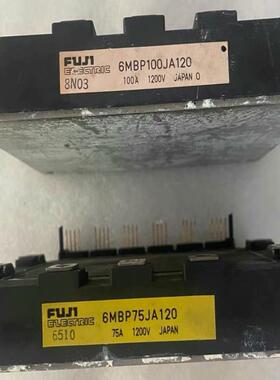 FUJI 6MBP100JA120
ELECTRIC 100A 1200V JAPAN O
8N03
FUJI 6MBP75JA120
ELECTRIC 75A 1200V JAPAN
6510